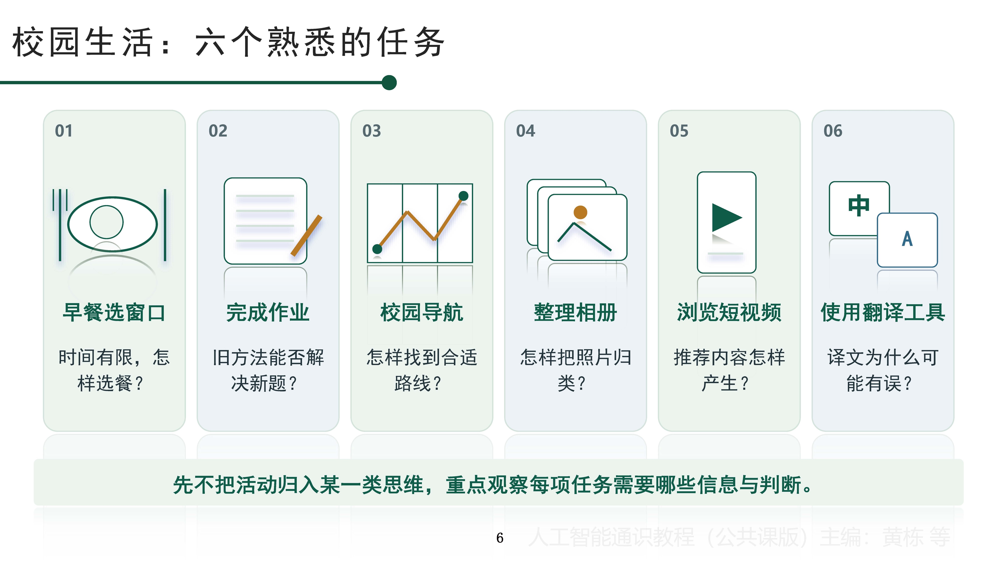 校园生活：六个熟悉的任务
01
02
03
04
05
06
中
A
早餐选窗口
完成作业
校园导航
整理相册
浏览短视频
使用翻译工具
时间有限，怎
样选餐？
旧方法能否解
决新题？
怎样找到合适
路线？
怎样把照片归
类？
推荐内容怎样
产生？
译文为什么可
能有误？
先不把活动归入某一类思维，重点观察每项任务需要哪些信息与判断。
6
人工智能通识教程（公共课版）主编：黄栋 等